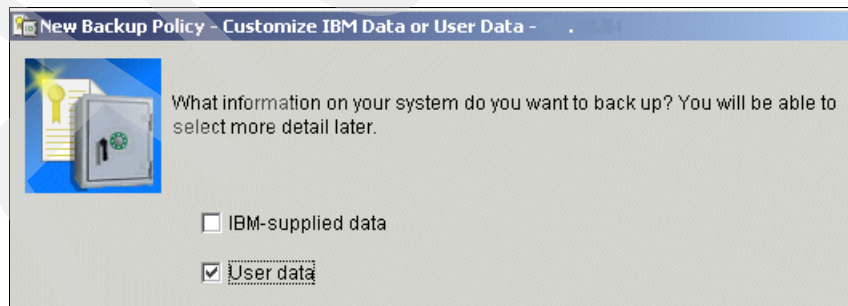 New Backup Policy - Customize IBM Data or User Data -
What information on your system do you want to back up? You will be able to
select more detail later.
IBM-supplied data
User data